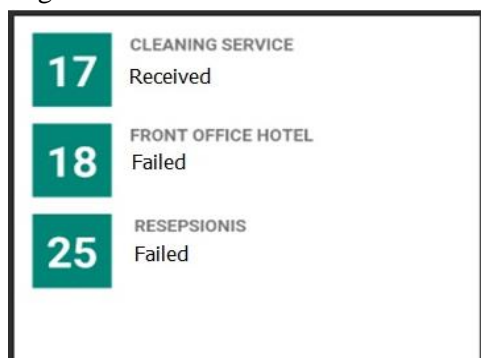 17
CLEANING SERVICE
Received
18
FRONT OFFICE HOTEL
Failed
25
RESEPSIONIS
Failed